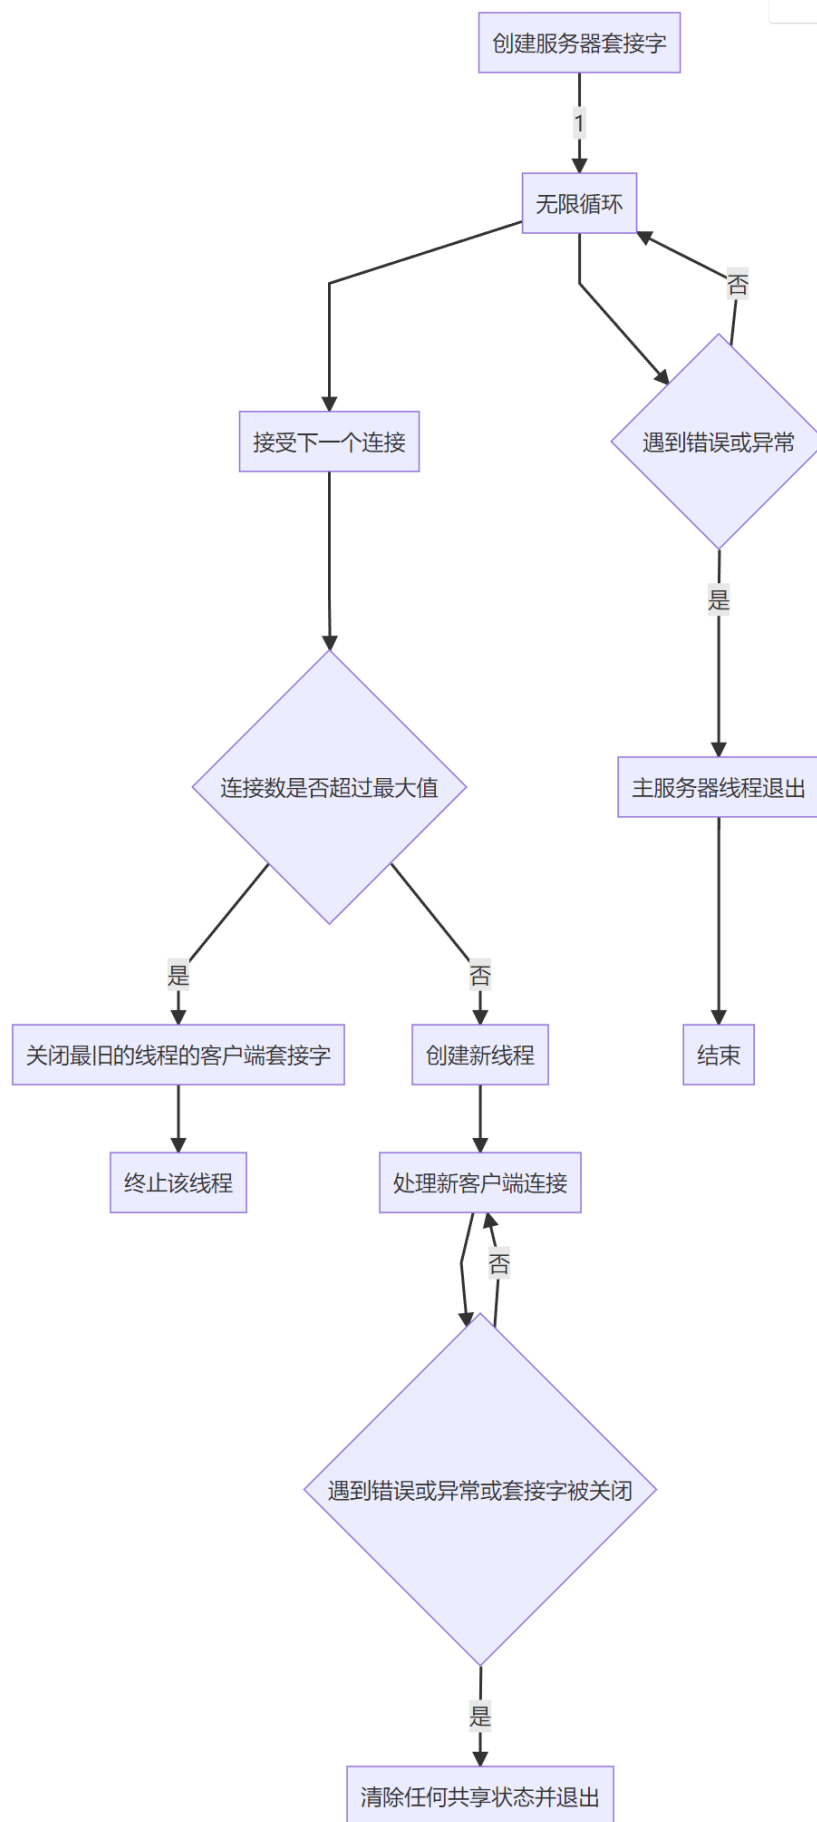 创建服务器套接字
1
无限循环
否
接受下一个连接
遇到错误或异常
是
连接数是否超过最大值
主服务器线程退出
是
否
关闭最旧的线程的客户端套接字
创建新线程
结束
终止该线程
处理新客户端连接
否
遇到错误或异常或套接字被关闭
是
清除任何共享状态并退出